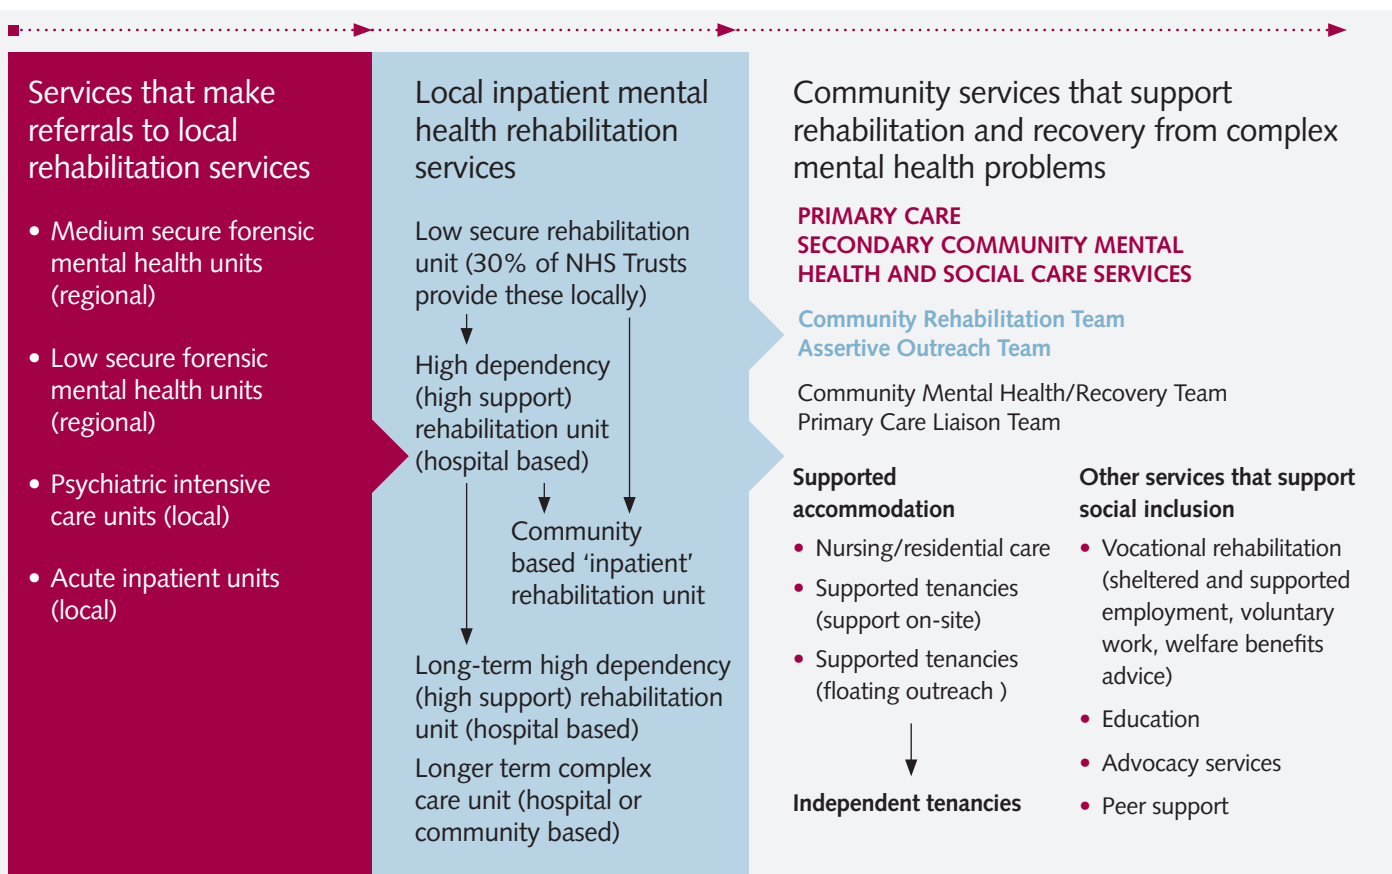 Services that make
referrals to local
rehabilitation services
• Medium secure forensic
mental health units
(regional)
• Low secure forensic
mental health units
(regional)
• Psychiatric intensive
care units (local)
• Acute inpatient units
(local)
Local inpatient mental
health rehabilitation
services
Low secure rehabilitation
unit (30% of NHS Trusts
provide these locally)
High dependency
(high support)
rehabilitation unit
(hospital based)
Community
based ‘inpatient’
rehabilitation unit
Long-term high dependency
(high support) rehabilitation
unit (hospital based)
Longer term complex
care unit (hospital or
community based)
Community services that support
rehabilitation and recovery from complex
mental health problems
PRIMARY CARE
SECONDARY COMMUNITY MENTAL
HEALTH AND SOCIAL CARE SERVICES
Community Rehabilitation Team
Assertive Outreach Team
Community Mental Health/Recovery Team
Primary Care Liaison Team
Supported
accommodation
• Nursing/residential care
• Supported tenancies
(support on-site)
• Supported tenancies
(floating outreach )
Independent tenancies
Other services that support
social inclusion
• Vocational rehabilitation
(sheltered and supported
employment, voluntary
work, welfare benefits
advice)
• Education
• Advocacy services
• Peer support